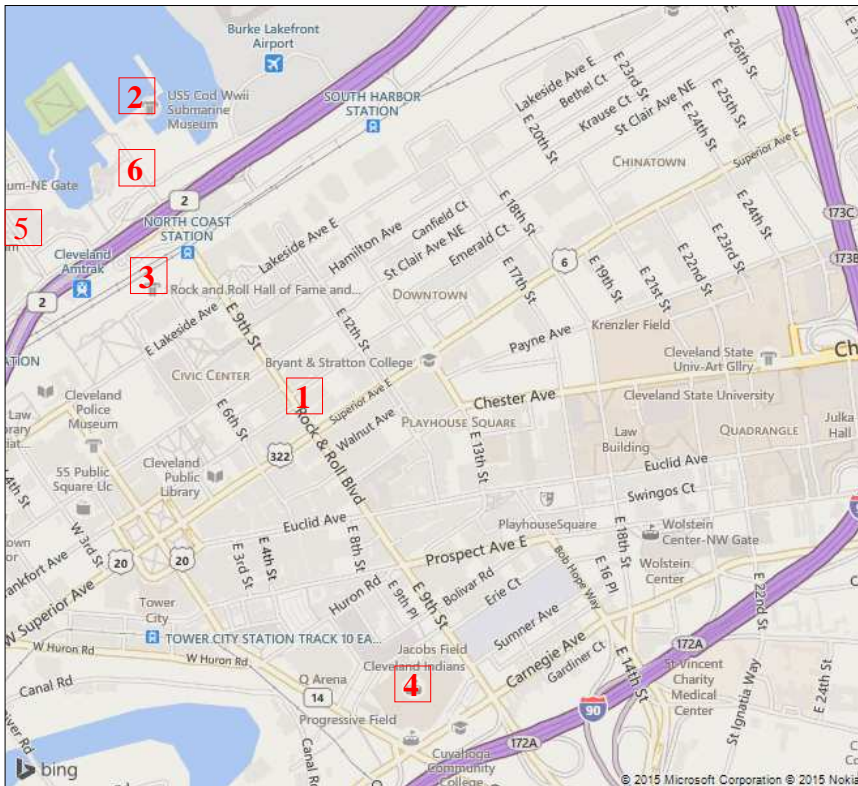 Burke Lakefront
Airport
2
USS Cod Wwii
Submarine
Museum
SOUTH HARBOR
STATION
Lakeside Ave E
Bethel Ct
Krause Ct
St Clair Ave NE
E 23rd St
E 26th St
E 25th St
E 24th St
E 20th St
CHINATOWN
Superior Ave E
6
um-NE Gate
2
5
m
NORTH COAST
STATION
Cleveland
Amtrak
2
3
Rock and Roll Hall of Fame and...
Lakeside Ave E
Hamilton Ave
Canfield Ct
St Clair Ave NE
Emerald Ct
E 18th St
E 17th St
6
E 19th St
E 21st St
E 22nd St
E 23rd St
E 24th St
173C
173B
DOWNTOWN
E 9th St
E 12th St
E Lakeside Ave
Payne Ave
Krenzler Field
ATION
CIVIC CENTER
Bryant & Stratton College
Cleveland State
Univ-Art Gllry
Ch
1
Superior Ave E
Walnut Ave
Chester Ave
Cleveland State University
PLAYHOUSE SQUARE
Law
Building
QUADRANGLE
Julka
Hall
Cleveland
Police
Museum
Law
brary
iat...
E 6th St
322
Rock & Roll Blvd
E 13th St
55 Public
Square Llc
Cleveland
Public
Library
Euclid Ave
Swingos Ct
4th St
W 3rd St
Euclid Ave
PlayhouseSquare
Wolstein
Center-NW Gate
Wolstein
Center
E 18th St
20
20
E 3rd St
E 4th St
E 8th St
Prospect Ave E
Bob Hope Way
E 16 Pl
E 22nd St
rankfort Ave
W Superior Ave
Huron Rd
E 9th Pl
E 9th St
Bolivar Rd
Erie Ct
Sumner Ave
Tower
City
TOWER CITY STATION TRACK 10 EA...
W Huron Rd
W Huron Rd
Jacobs Field
Cleveland Indians
4
Carnegie Ave
Gardiner Ct
E 14th St
172A
St Vincent
Charity
Medical
Center
St Ignatia Way
E 24th St
Canal Rd
Q Arena
14
Progressive Field
90
172A
Canal Rd
Cuyahoga
Community
College
bing
© 2015 Microsoft Corporation © 2015 Nokia